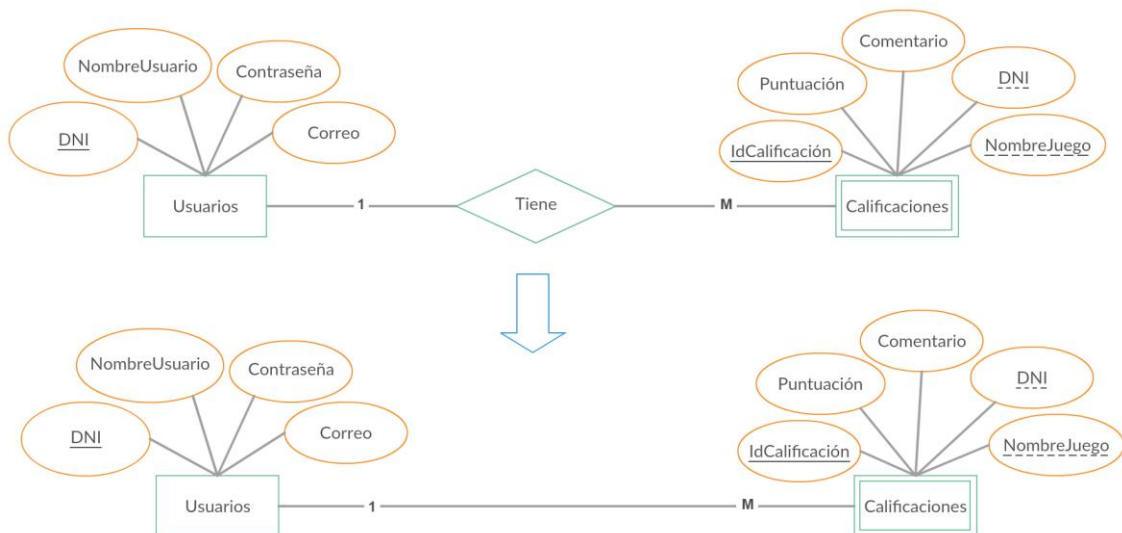 Comentario
NombreUsuario
Contraseña
Puntuación
DNI
DNI
Correo
IdCalificación
NombreJuego
Usuarios
1
Tiene
M
Calificaciones
Comentario
NombreUsuario
Contraseña
Puntuación
DNI
DNI
Correo
IdCalificación
NombreJuego
Usuarios
1
M
Calificaciones